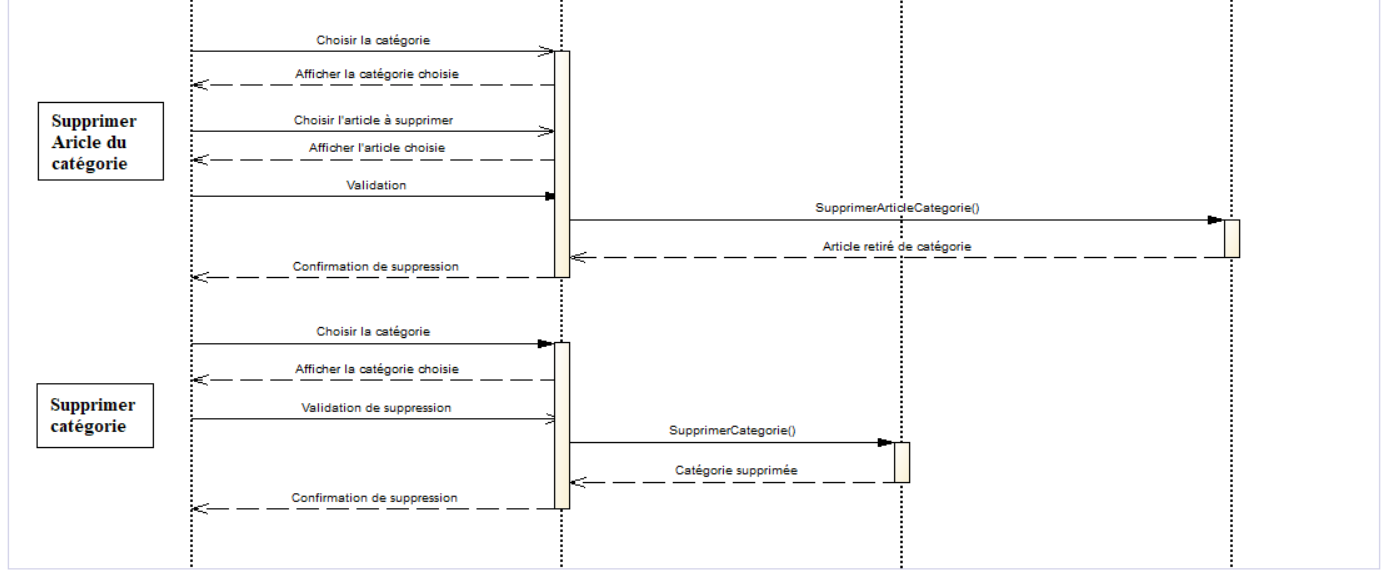 Choisir la catégorie
Afficher la catégorie choisie
Supprimer
Aricle du
catégorie
Choisir l'article à supprimer
Afficher l'article choisie
Validation
SupprimerArticleCategorie()
Article retiré de catégorie
Confirmation de suppression
Choisir la catégorie
Afficher la catégorie choisie
Supprimer
catégorie
Validation de suppression
SupprimerCategorie()
Catégorie supprimée
Confirmation de suppression